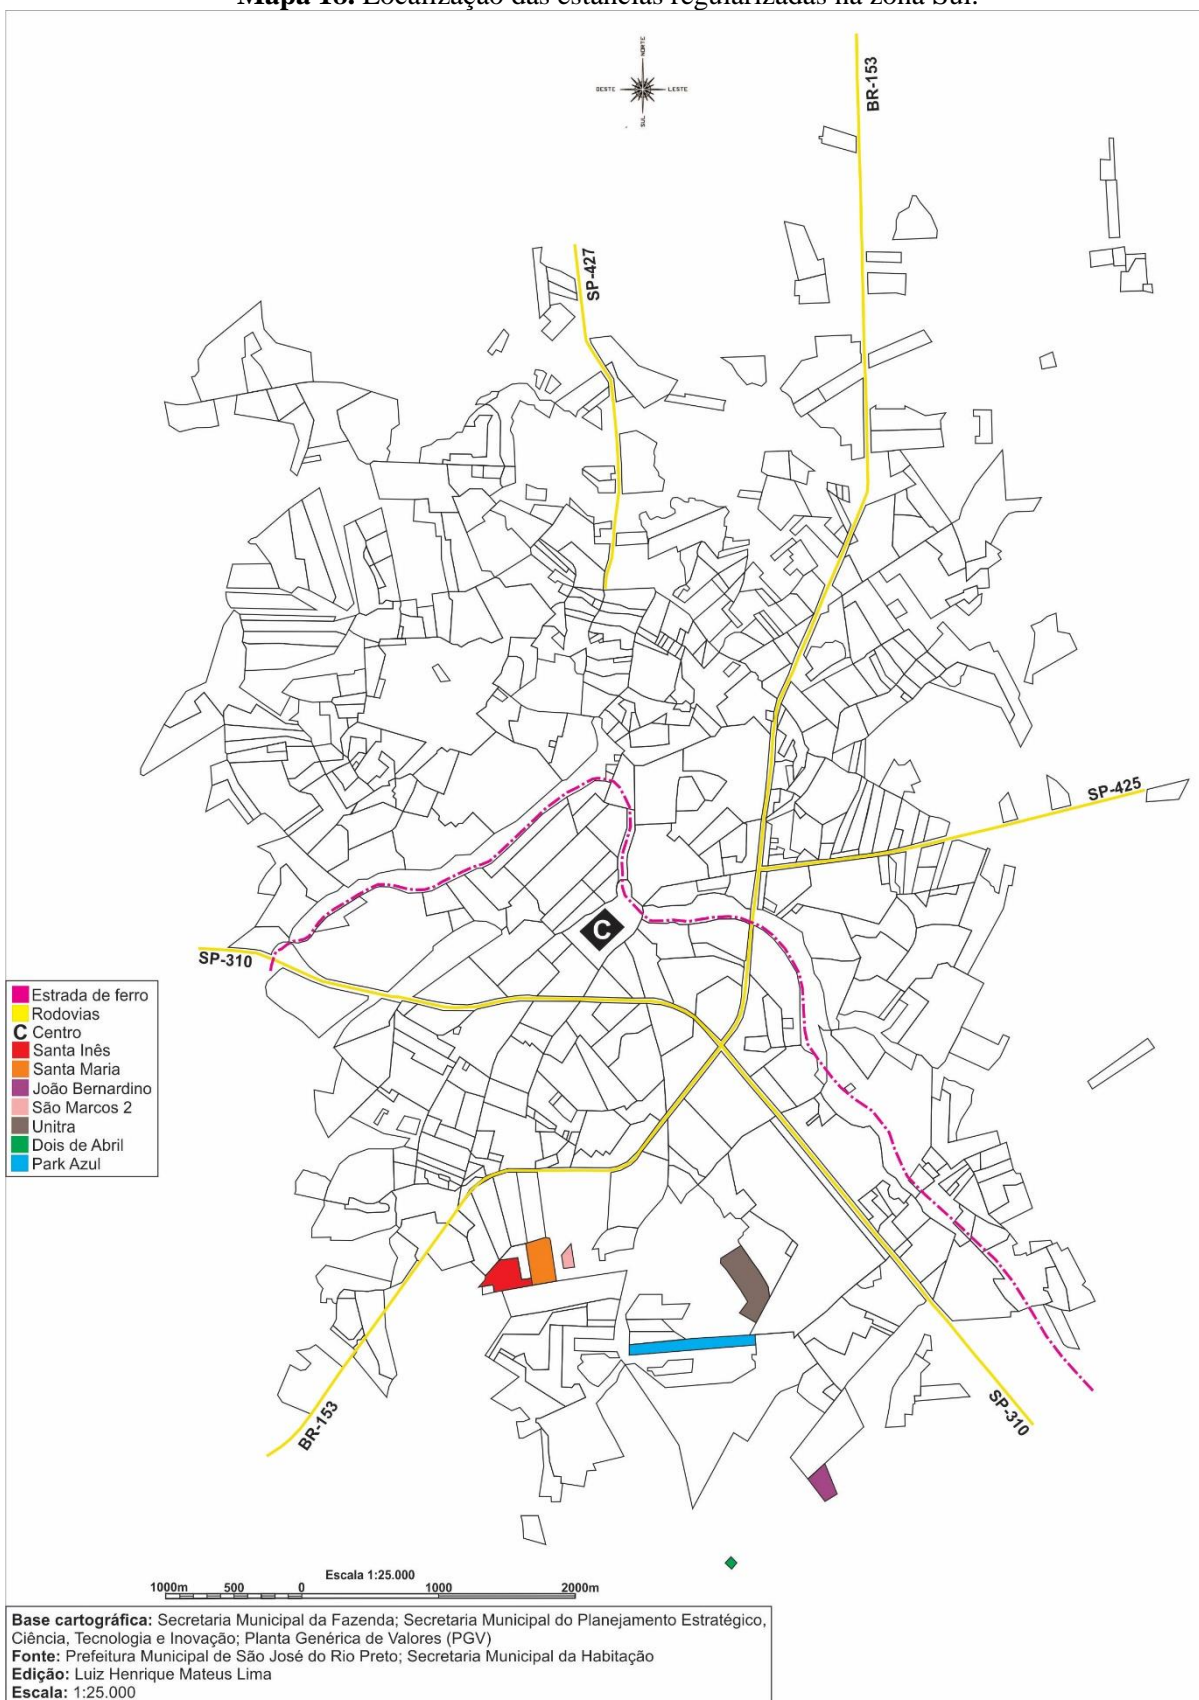 Mapa 18. Localização das estâncias regularizadas na zona Sul.
NORTE
OESTE
LESTE
SUL
BR-153
SP-427
SP-425
C
SP-310
Estrada de ferro
Rodovias
C Centro
Santa Inês
Santa Maria
João Bernardino
São Marcos 2
Unitra
Dois de Abril
Park Azul
BR-153
SP-310
Escala 1:25.000
1000m 500 0 1000 2000m
Base cartográfica: Secretaria Municipal da Fazenda; Secretaria Municipal do Planejamento Estratégico,
Ciência, Tecnologia e Inovação; Planta Genérica de Valores (PGV)
Fonte: Prefeitura Municipal de São José do Rio Preto; Secretaria Municipal da Habitação
Edição: Luiz Henrique Mateus Lima
Escala: 1:25.000